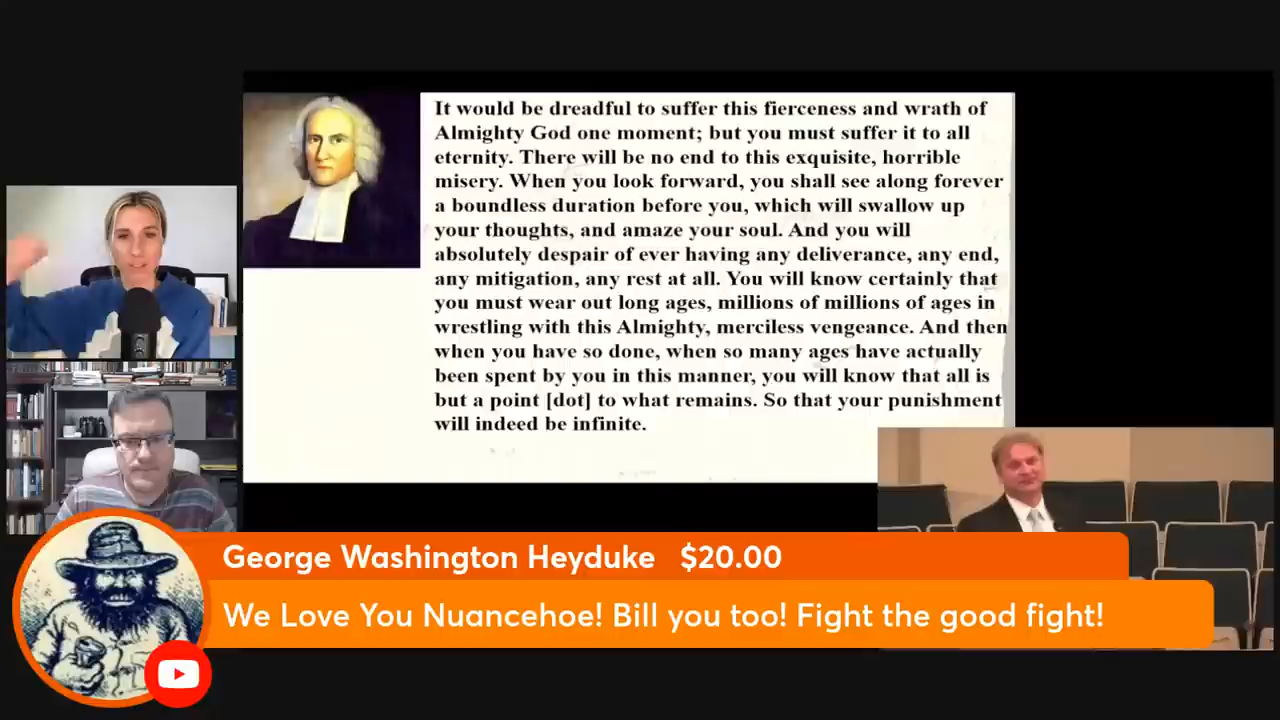 It would be dreadful to suffer this fierceness and wrath of
Almighty God one moment; but you must suffer it to all
eternity. There will be no end to this exquisite, horrible
misery. When you look forward, you shall see along forever
a boundless duration before you, which will swallow up
your thoughts, and amaze your soul. And you will
absolutely despair of ever having any deliverance, any end,
any mitigation, any rest at all. You will know certainly that
you must wear out long ages, millions of millions of ages in
wrestling with this Almighty, merciless vengeance. And then
when you have so done, when so many ages have actually
been spent by you in this manner, you will know that all is
but a point [dot] to what remains. So that your punishment
will indeed be infinite.
George Washington Heyduke $20.00
We Love You Nuancehoe! Bill you too! Fight the good fight!